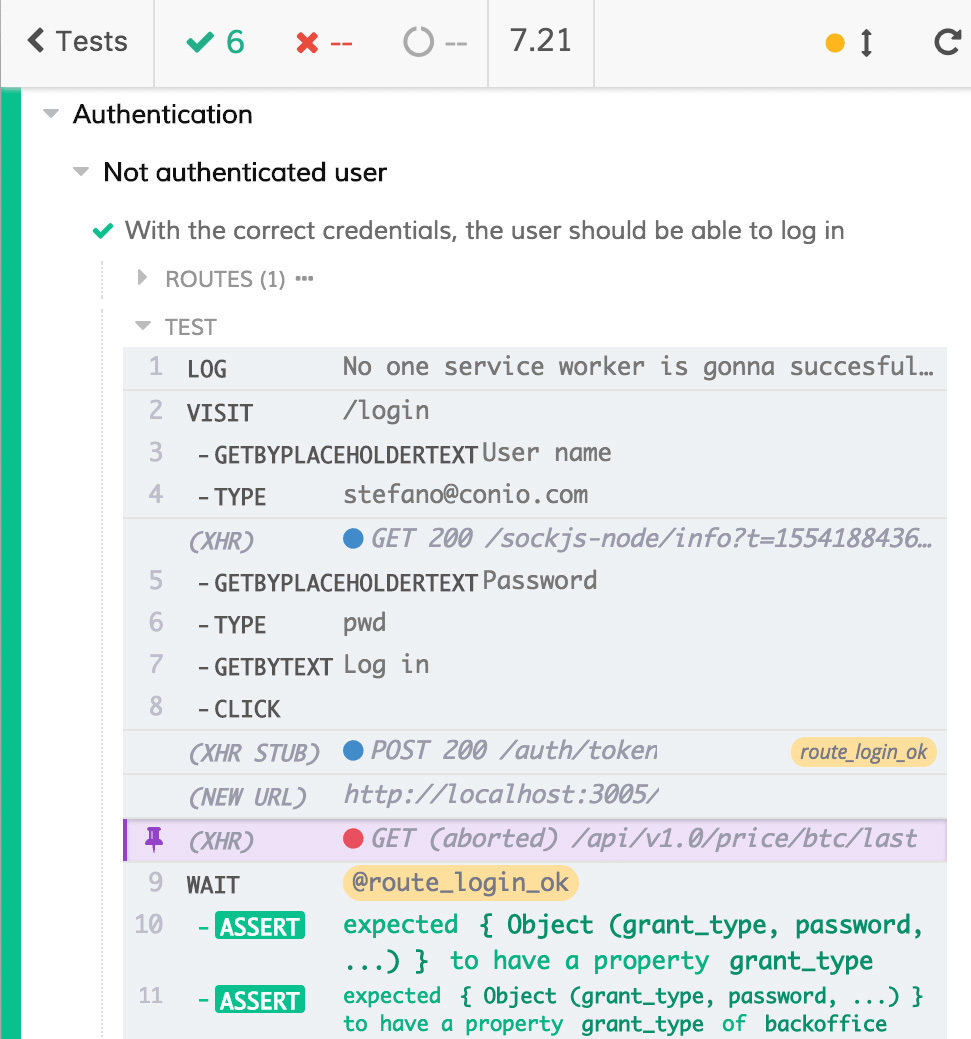 Tests 6 -- -- 7.21
Authentication
Not authenticated user
With the correct credentials, the user should be able to log in
ROUTES (1) •••
TEST
1 LOG No one service worker is gonna succesful…
2 VISIT /login
3 -GETBYPLACEHOLDERTEXT User name
4 -TYPE stefano@conio.com
(XHR) GET 200 /sockjs-node/info?t=1554188436…
5 -GETBYPLACEHOLDERTEXT Password
6 -TYPE pwd
7 -GETBYTEXT Log in
8 -CLICK
(XHR STUB) POST 200 /auth/token route_login_ok
(NEW URL) http://localhost:3005/
(XHR) GET (aborted) /api/v1.0/price/btc/last
9 WAIT @route_login_ok
10 -ASSERT expected { Object (grant_type, password,
...) } to have a property grant_type
11 -ASSERT expected { Object (grant_type, password, ...) }
to have a property grant_type of backoffice